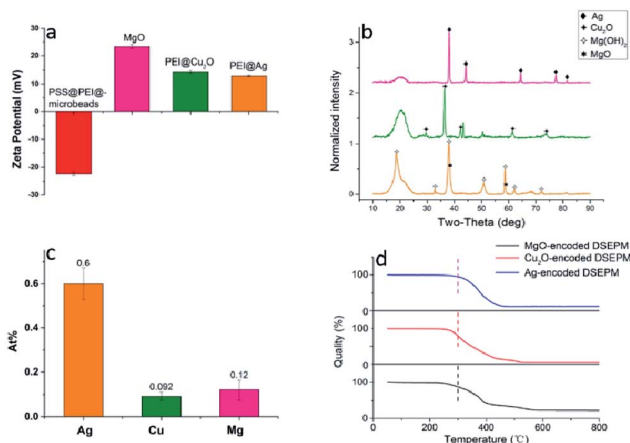 a
Zeta Potential (mV)
30
20
10
0
-10
-20
-30
MgO
PEI@Cu₂O
PEI@Ag
PSS@PEI@-
microbeads
b
Normalized intensity
3
2
1
0
Ag
Cu₂O
Mg(OH)₂
MgO
10 20 30 40 50 60 70 80 90
Two-Theta (deg)
c
At%
0.6
0.4
0.2
0.0
0.6
0.092
0.12
Ag Cu Mg
d
MgO-encoded DSEPM
Cu₂O-encoded DSEPM
Ag-encoded DSEPM
Quality (%)
100
0
100
0
100
0
0 200 400 600 800
Temperature (℃)